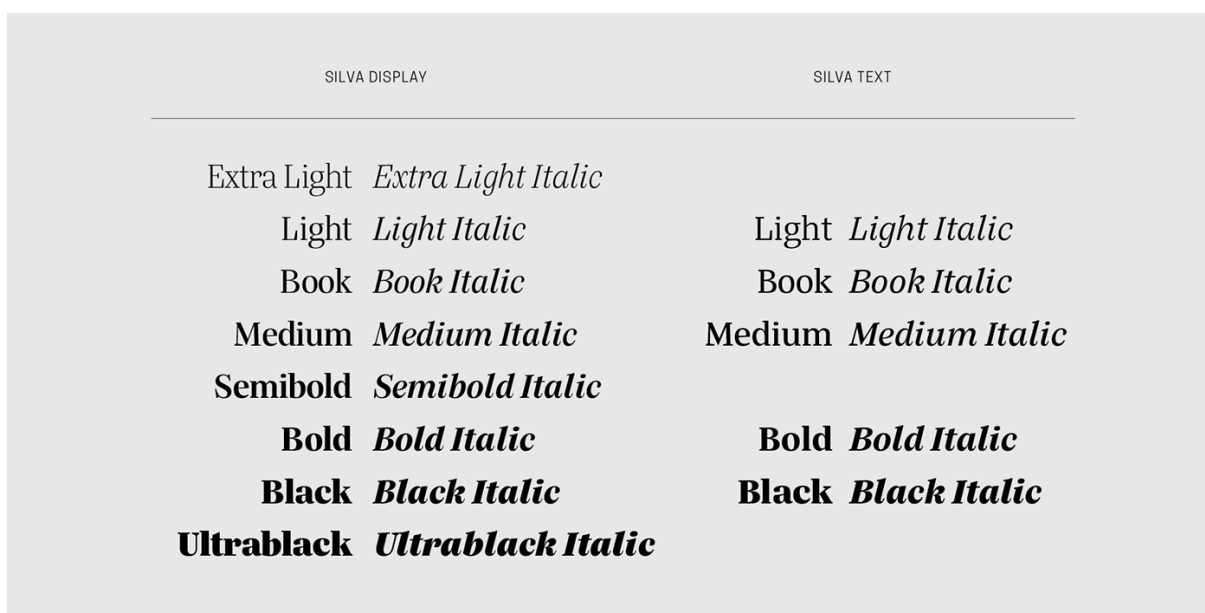 SILVA DISPLAY SILVA TEXT
Extra Light Extra Light Italic
Light Light Italic Light Light Italic
Book Book Italic Book Book Italic
Medium Medium Italic Medium Medium Italic
Semibold Semibold Italic
Bold Bold Italic Bold Bold Italic
Black Black Italic Black Black Italic
Ultrablack Ultrablack Italic